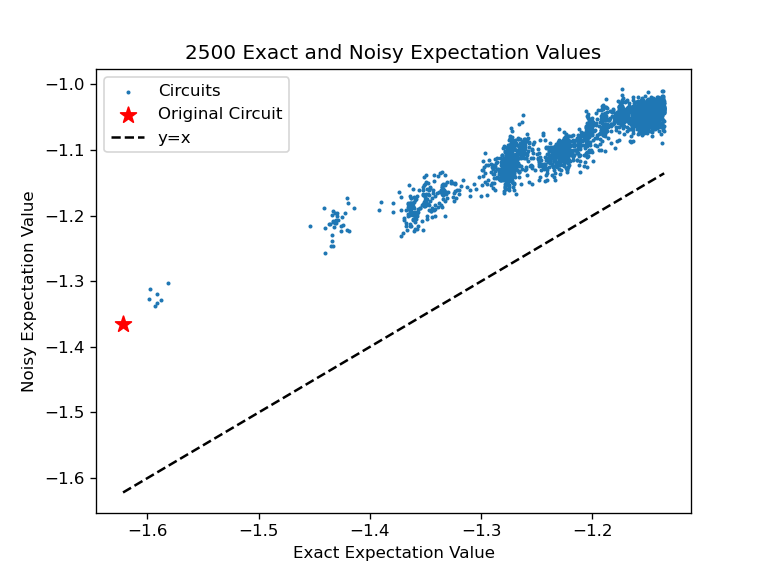 2500 Exact and Noisy Expectation Values
Circuits
Original Circuit
y=x
Noisy Expectation Value
−1.0
−1.1
−1.2
−1.3
−1.4
−1.5
−1.6
−1.6 −1.5 −1.4 −1.3 −1.2
Exact Expectation Value